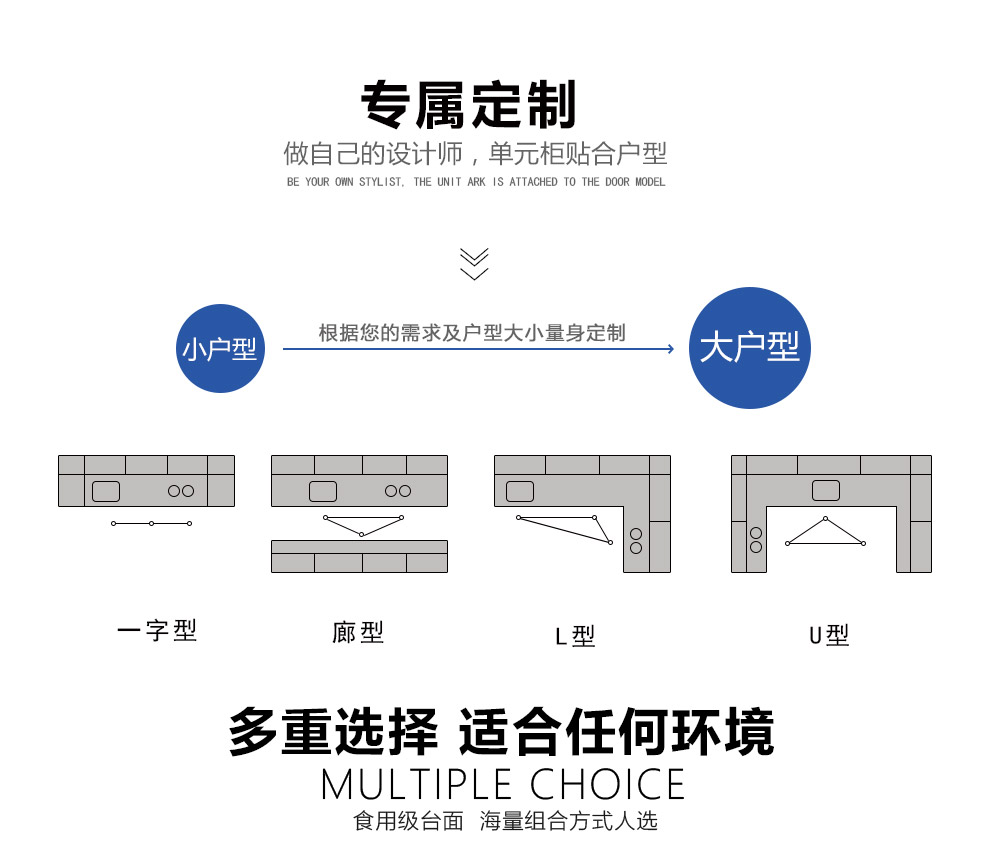 专属定制
做自己的设计师，单元柜贴合户型
BE YOUR OWN STYLIST, THE UNIT ARK IS ATTACHED TO THE DOOR MODEL
小户型
根据您的需求及户型大小量身定制
大户型
一字型
廊型
L型
U型
多重选择 适合任何环境
MULTIPLE CHOICE
食用级台面 海量组合方式人选